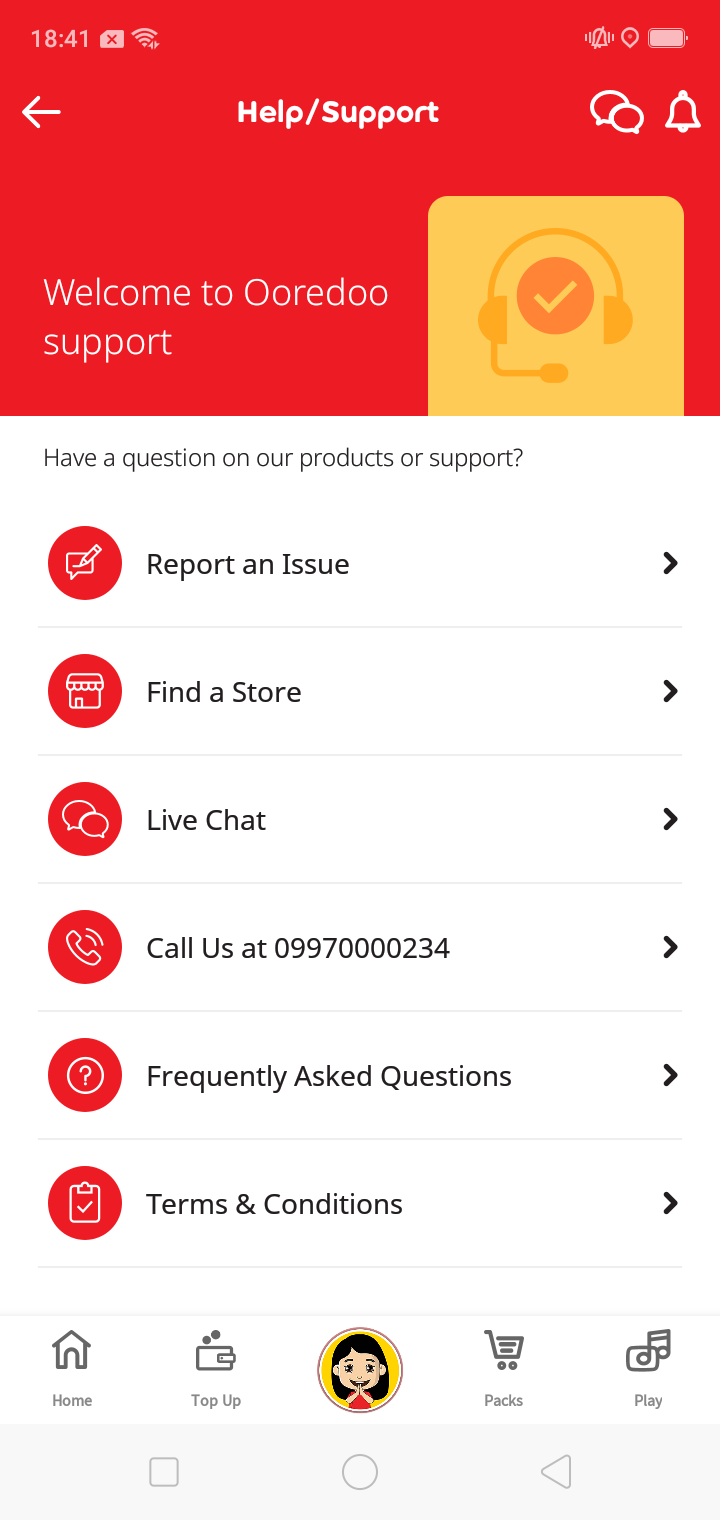 18:41
Help/Support
Welcome to Ooredoo
support
Have a question on our products or support?
Report an Issue
Find a Store
Live Chat
Call Us at 09970000234
Frequently Asked Questions
Terms & Conditions
Home
Top Up
Packs
Play